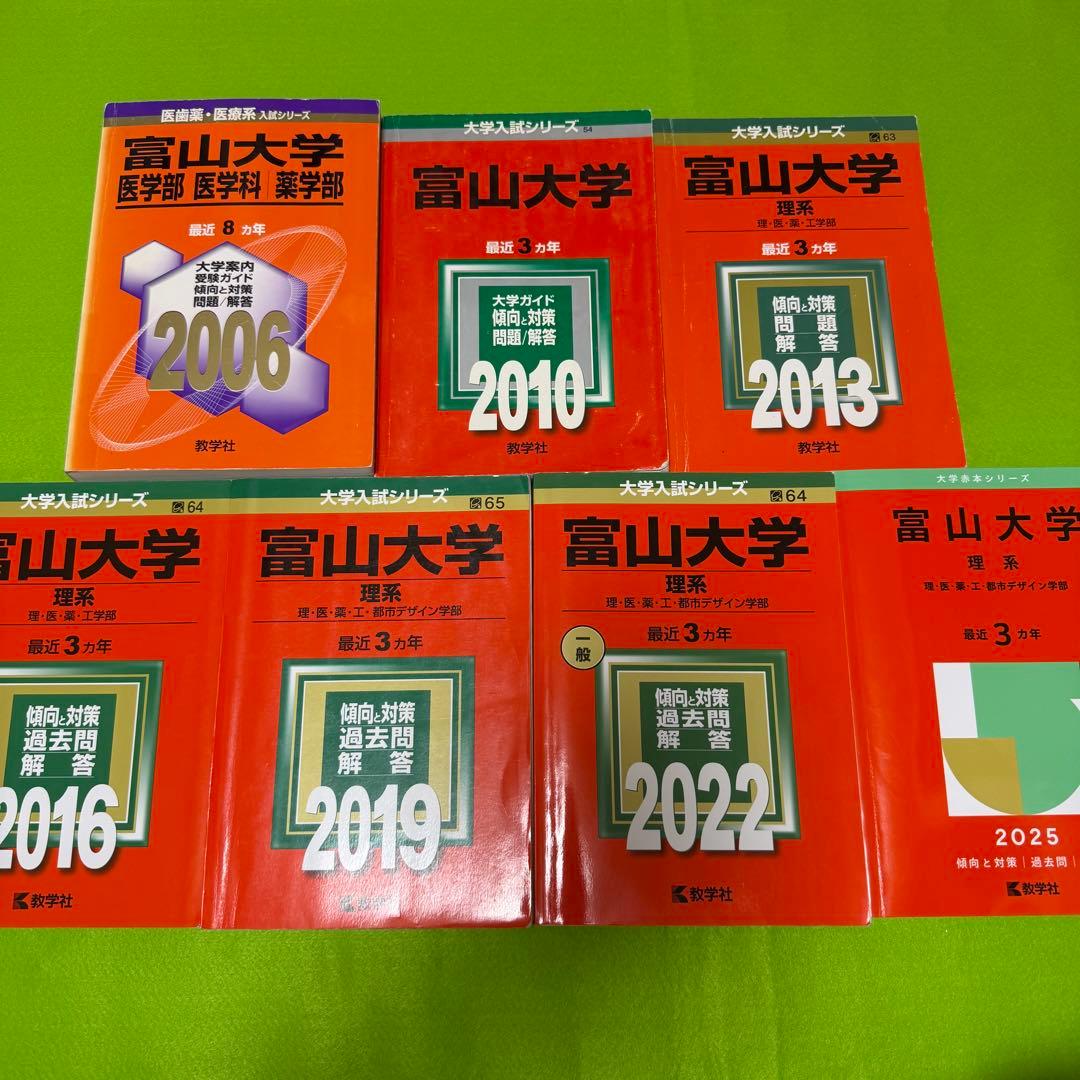 医歯薬・医療系 入試シリーズ
富山大学
医学部 医学科 薬学部
最近 8 ヵ年
大学案内
受験ガイド
傾向と対策
問題/解答
2006
教学社
大学入試シリーズ 54
富山大学
最近 3 ヵ年
大学ガイド
傾向と対策
問題/解答
2010
教学社
大学入試シリーズ 63
富山大学
理系
理・医・薬・工学部
最近 3 ヵ年
傾向と対策
問題
解答
2013
教学社
大学入試シリーズ 64
富山大学
理系
理・医・薬・工学部
最近 3 ヵ年
傾向と対策
過去問
解答
2016
教学社
大学入試シリーズ 65
富山大学
理系
理・医・薬・工・都市デザイン学部
最近 3 ヵ年
傾向と対策
過去問
解答
2019
教学社
大学入試シリーズ 64
富山大学
理系
理・医・薬・工・都市デザイン学部
一般
最近 3 ヵ年
傾向と対策
過去問
解答
2022
教学社
大学赤本シリーズ
富山大学
理系
理・医・薬・工・都市デザイン学部
最近 3 ヵ年
2025
傾向と対策|過去問|
教学社